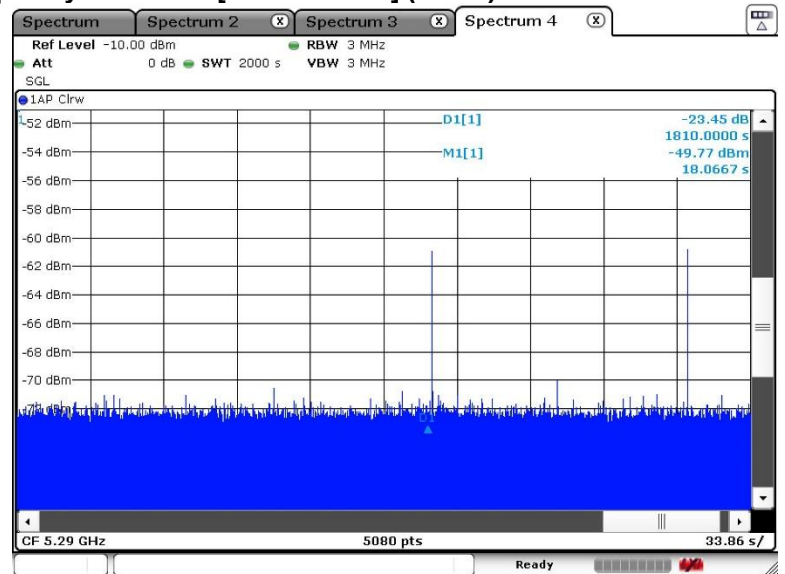 Spectrum Spectrum 2 X Spectrum 3 X Spectrum 4 X
Ref Level -10.00 dBm RBW 3 MHz
Att 0 dB SWT 2000 s VBW 3 MHz
SGL
1AP Clrw
1
-52 dBm D1[1] -23.45 dB
1810.0000 s
-54 dBm M1[1] -49.77 dBm
18.0667 s
-56 dBm
-58 dBm
-60 dBm
-62 dBm
-64 dBm
-66 dBm
-68 dBm
-70 dBm
D1
CF 5.29 GHz 5080 pts 33.86 s/
Ready